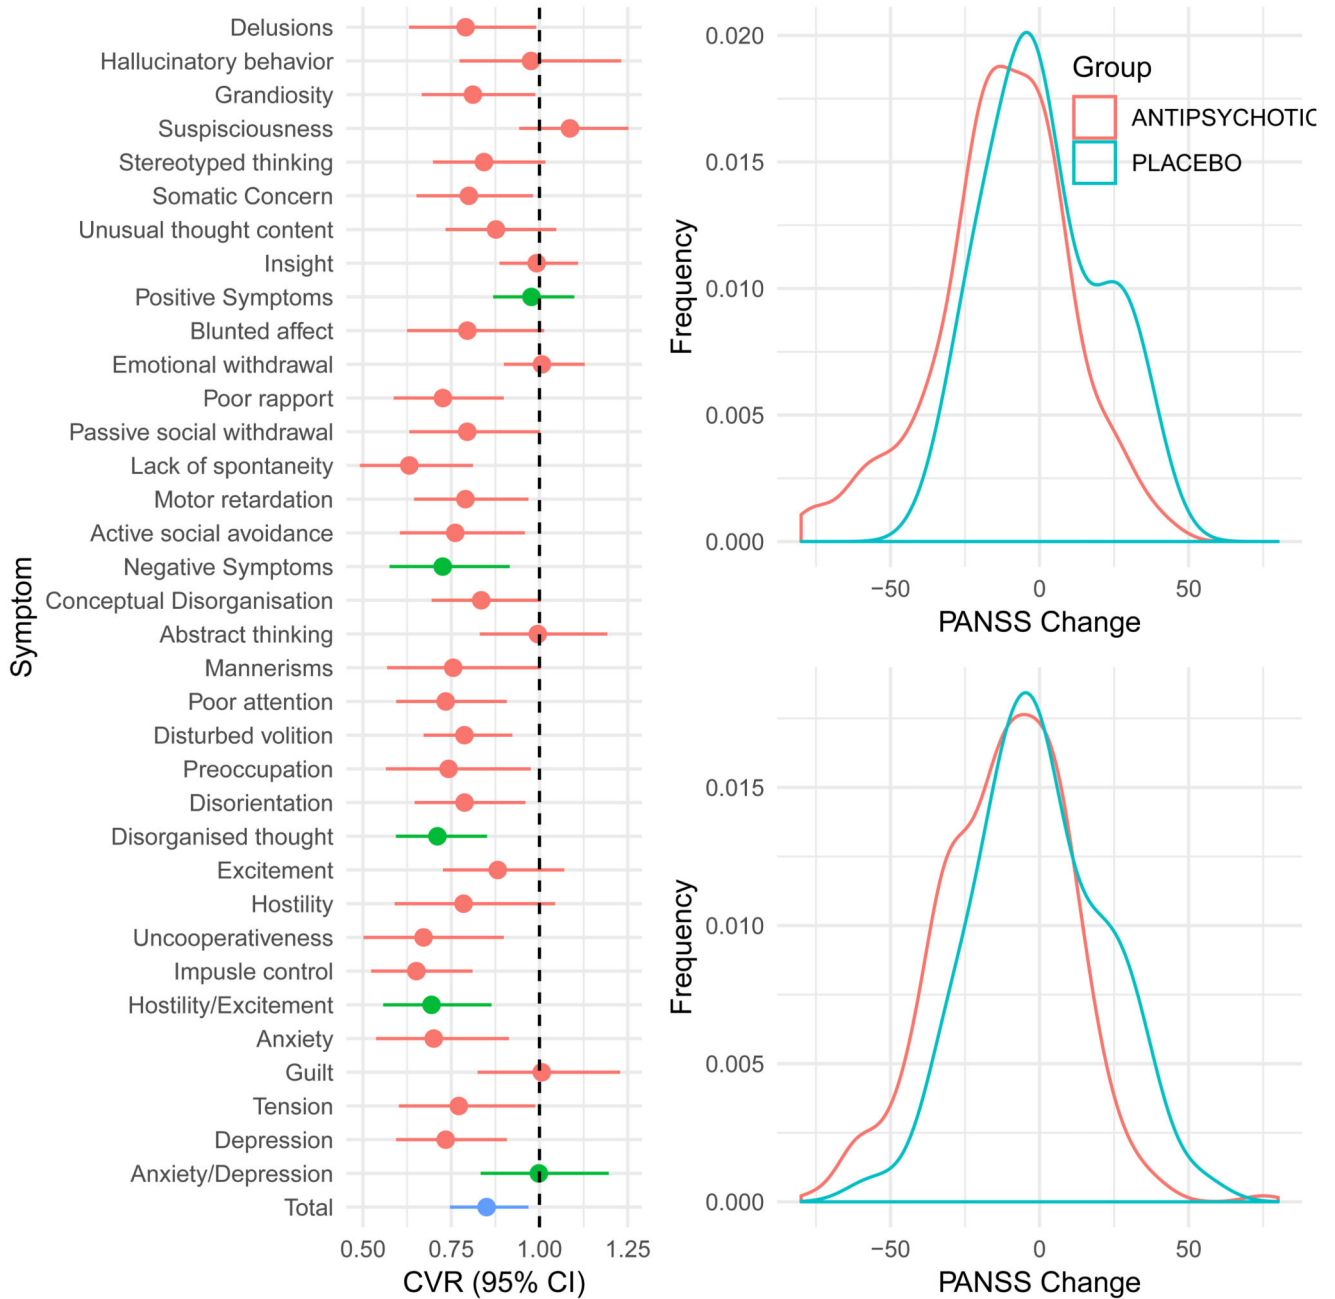 Symptom
Delusions
Hallucinatory behavior
Grandiosity
Suspisciousness
Stereotyped thinking
Somatic Concern
Unusual thought content
Insight
Positive Symptoms
Blunted affect
Emotional withdrawal
Poor rapport
Passive social withdrawal
Lack of spontaneity
Motor retardation
Active social avoidance
Negative Symptoms
Conceptual Disorganisation
Abstract thinking
Mannerisms
Poor attention
Disturbed volition
Preoccupation
Disorientation
Disorganised thought
Excitement
Hostility
Uncooperativeness
Impusle control
Hostility/Excitement
Anxiety
Guilt
Tension
Depression
Anxiety/Depression
Total
0.50 0.75 1.00 1.25
CVR (95% CI)
Frequency
0.020
0.015
0.010
0.005
0.000
−50 0 50
PANSS Change
Group
ANTIPSYCHOTIC
PLACEBO
Frequency
0.015
0.010
0.005
0.000
−50 0 50
PANSS Change